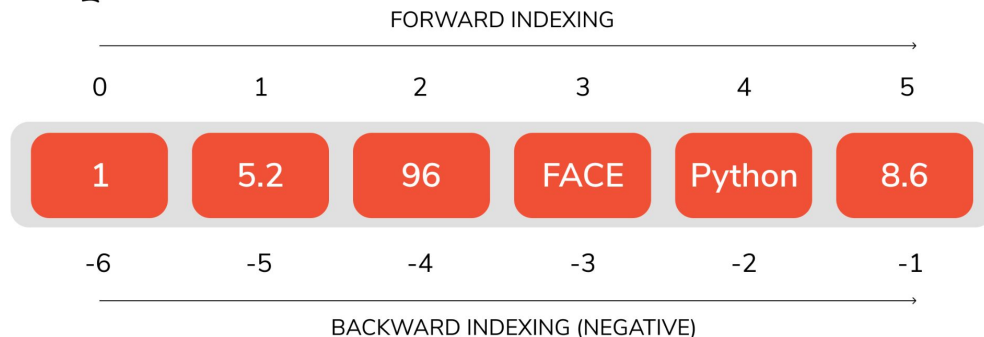 FORWARD INDEXING
0 1 2 3 4 5
1 5.2 96 FACE Python 8.6
-6 -5 -4 -3 -2 -1
BACKWARD INDEXING (NEGATIVE)